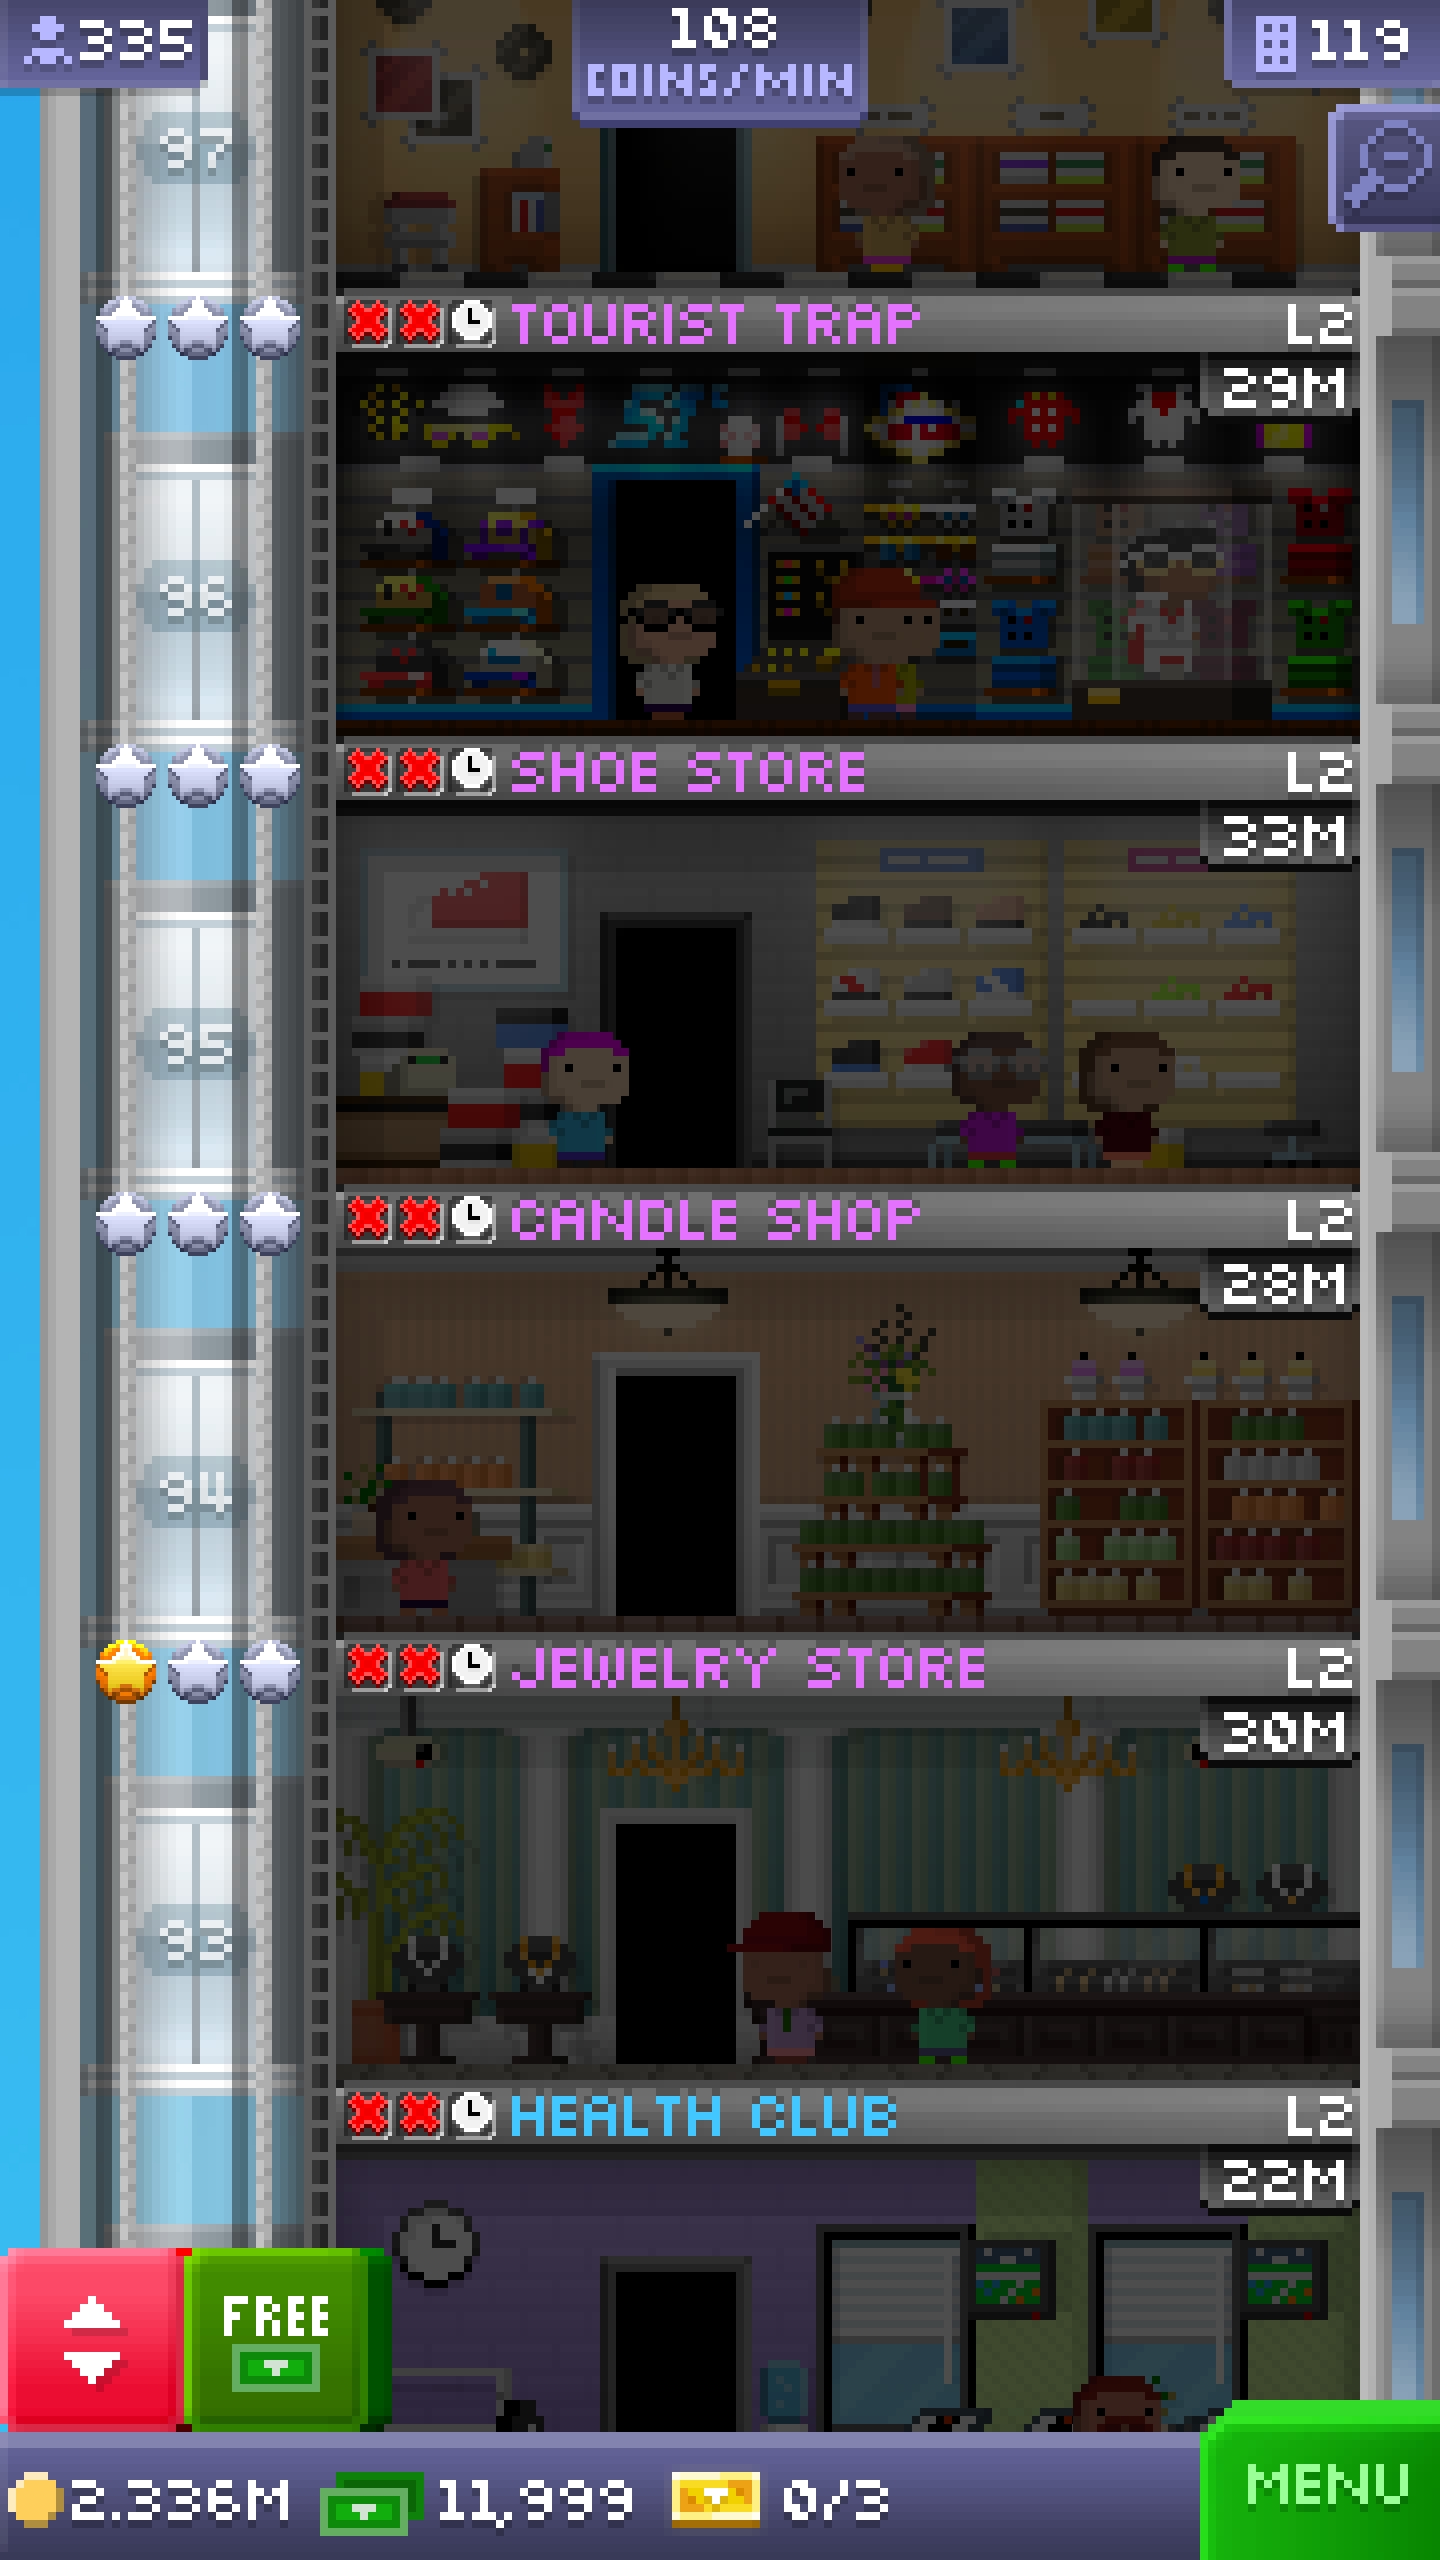 335
108
COINS/MIN
119
97
TOURIST TRAP L2
29M
96
SHOE STORE L2
33M
95
CANDLE SHOP L2
28M
94
JEWELRY STORE L2
30M
93
HEALTH CLUB L2
22M
FREE
2.336M 11,999 0/3
MENU